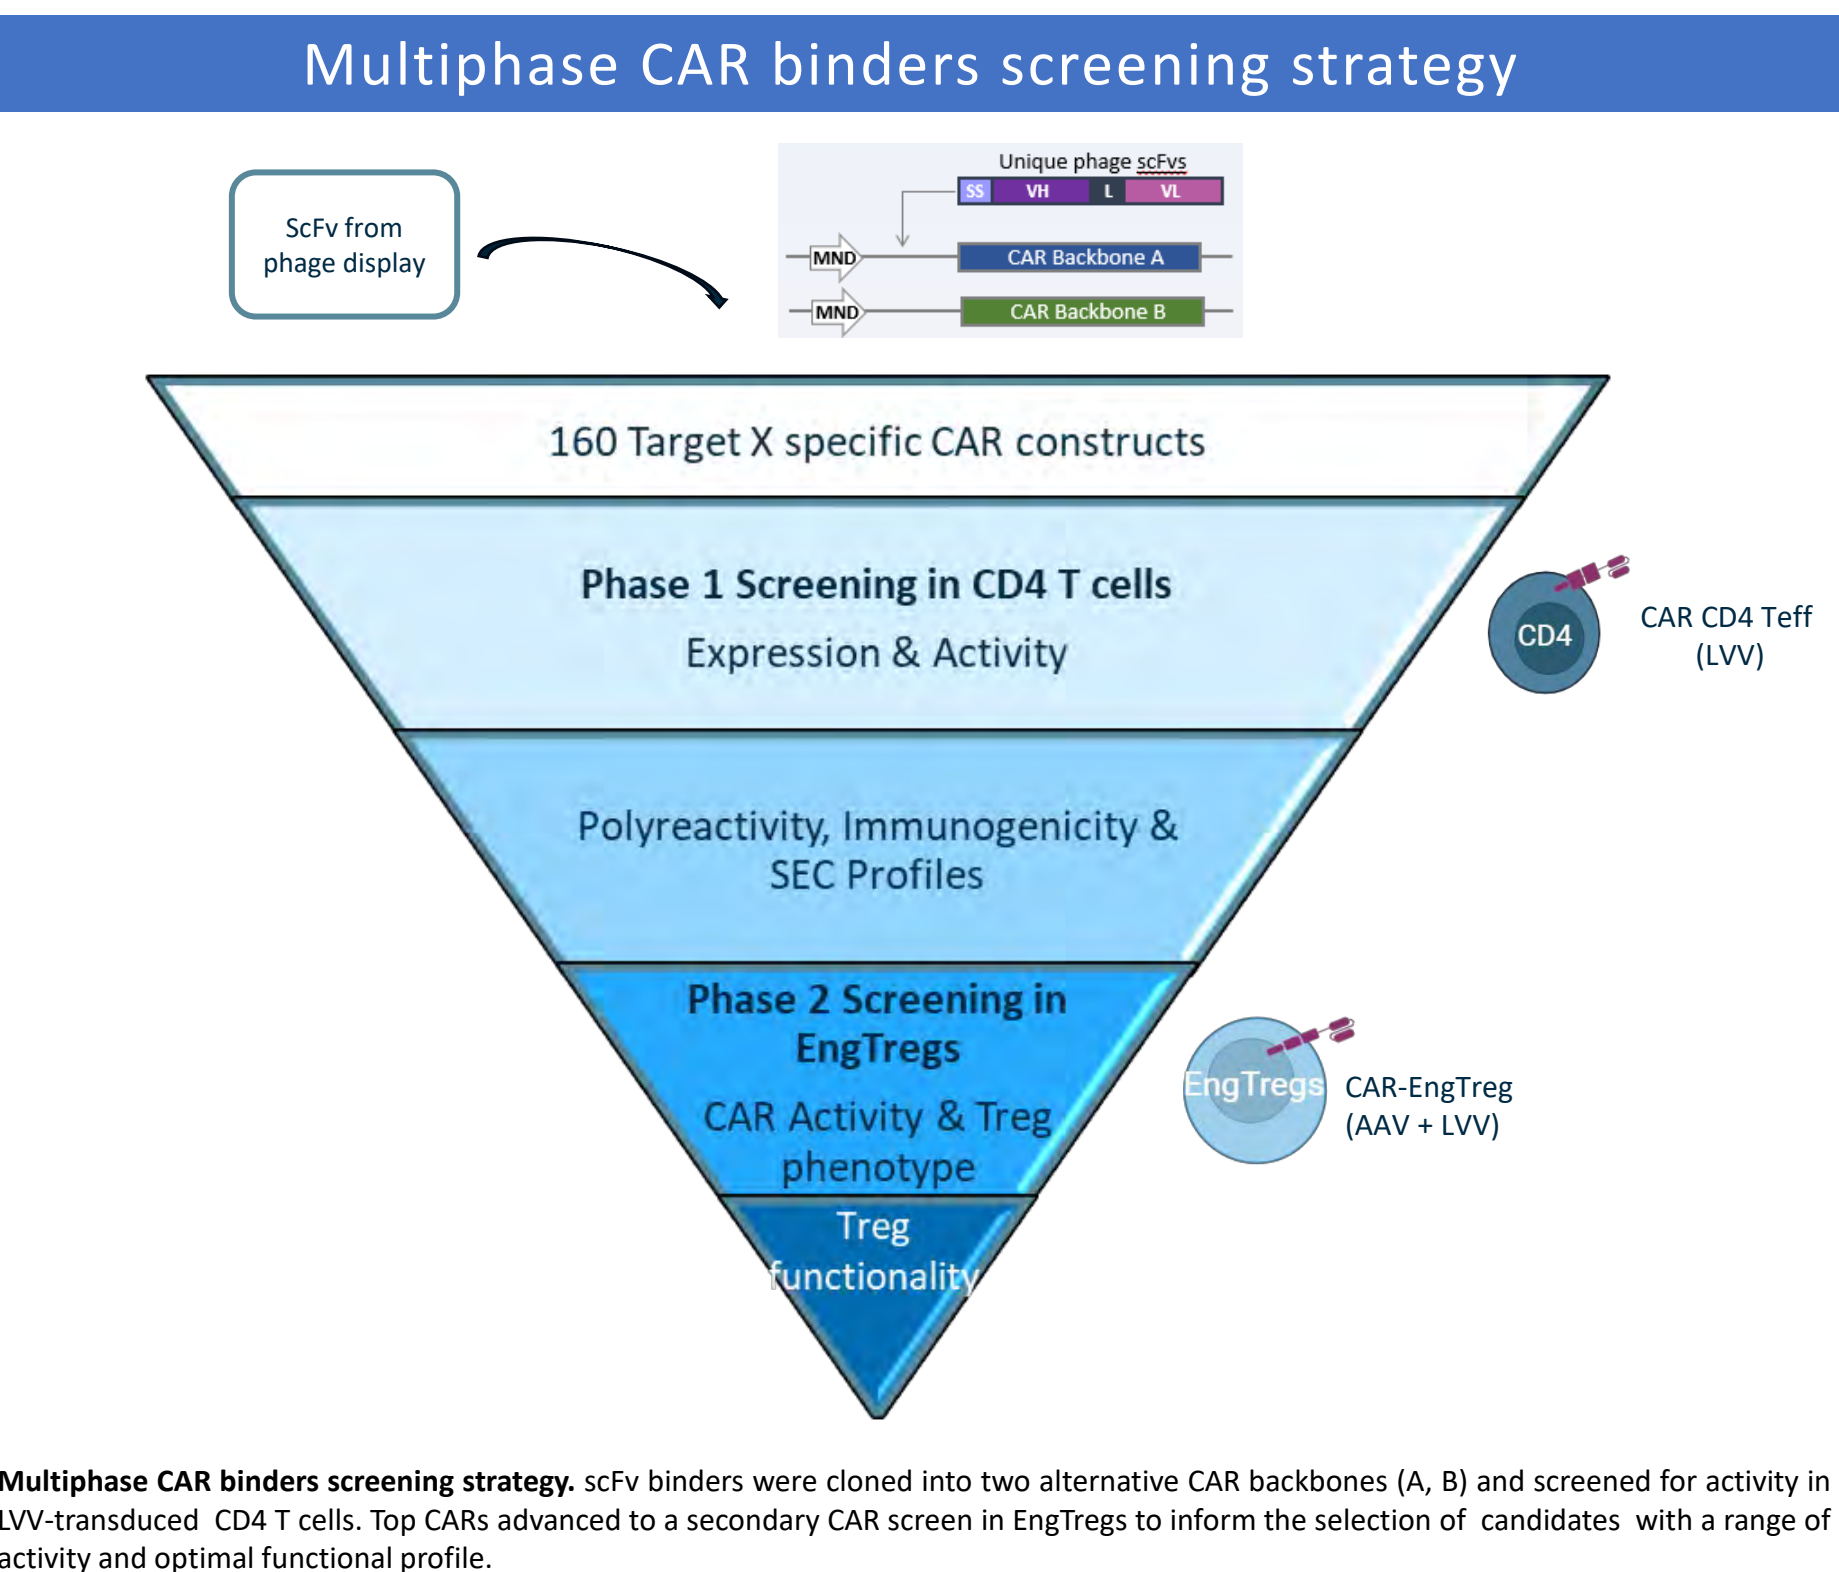 Multiphase CAR binders screening strategy
ScFv from
phage display
Unique phage scFvs
SS VH L VL
MND CAR Backbone A
MND CAR Backbone B
160 Target X specific CAR constructs
Phase 1 Screening in CD4 T cells
Expression & Activity
CD4
CAR CD4 Teff
(LVV)
Polyreactivity, Immunogenicity &
SEC Profiles
Phase 2 Screening in
EngTregs
CAR Activity & Treg
phenotype
EngTregs
CAR-EngTreg
(AAV + LVV)
Treg
functionality
Multiphase CAR binders screening strategy. scFv binders were cloned into two alternative CAR backbones (A, B) and screened for activity in
LVV-transduced CD4 T cells. Top CARs advanced to a secondary CAR screen in EngTregs to inform the selection of candidates with a range of
activity and optimal functional profile.